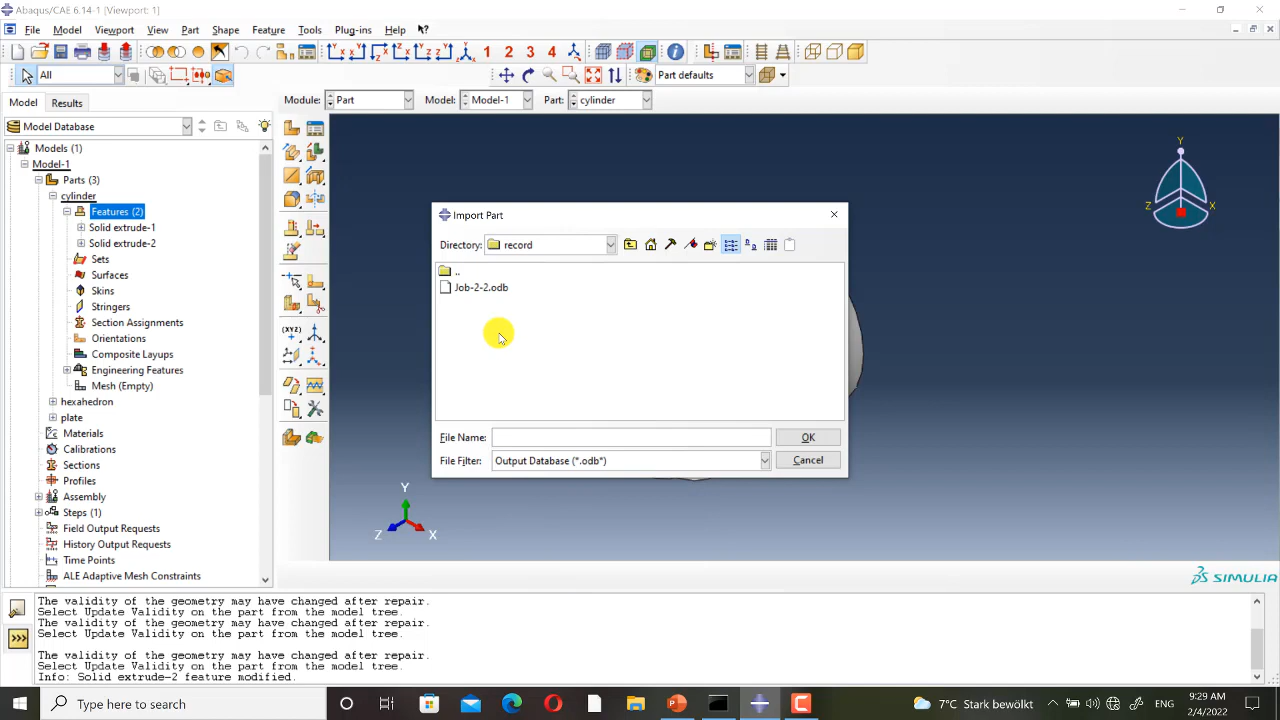 Abaqus/CAE 6.14-1 [Viewport: 1]
File Model Viewport View Part Shape Feature Tools Plug-ins Help
1 2 3 4
All
Part defaults
Model Results
Module: Part Model: Model-1 Part: cylinder
Model Database
Models (1)
Model-1
Parts (3)
cylinder
Features (2)
Solid extrude-1
Solid extrude-2
Sets
Surfaces
Skins
Stringers
Section Assignments
Orientations
Composite Layups
Engineering Features
Mesh (Empty)
hexahedron
plate
Materials
Calibrations
Sections
Profiles
Assembly
Steps (1)
Field Output Requests
History Output Requests
Time Points
ALE Adaptive Mesh Constraints
(XYZ)
Import Part
Directory: record
..
Job-2-2.odb
File Name: OK
File Filter: Output Database (*.odb*) Cancel
Y
Z X
Y
Z X
SIMULIA
The validity of the geometry may have changed after repair.
Select Update Validity on the part from the model tree.
The validity of the geometry may have changed after repair.
Select Update Validity on the part from the model tree.
The validity of the geometry may have changed after repair.
Select Update Validity on the part from the model tree.
Info: Solid extrude-2 feature modified.
>>>
Type here to search
7°C Stark bewölkt
ENG
9:29 AM
2/4/2022